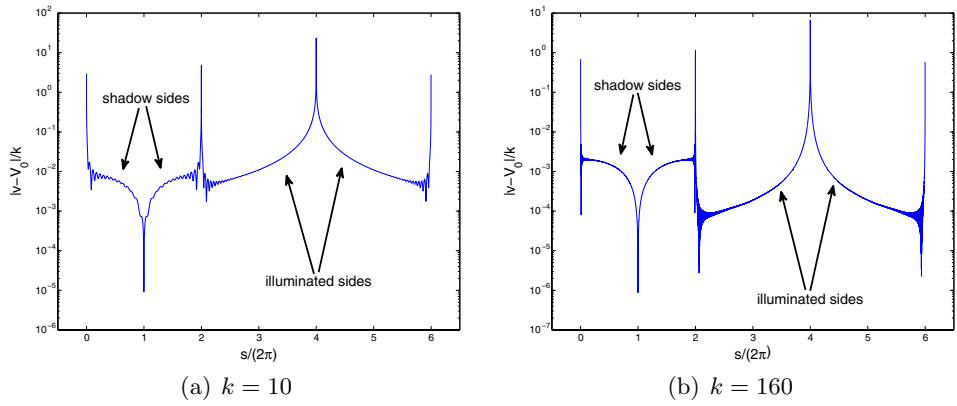 10²
10¹
10⁰
10⁻¹
10⁻²
10⁻³
10⁻⁴
10⁻⁵
10⁻⁶
|v−V₀|/k
shadow sides
illuminated sides
0 1 2 3 4 5 6
s/(2π)
(a) k = 10
10¹
10⁰
10⁻¹
10⁻²
10⁻³
10⁻⁴
10⁻⁵
10⁻⁶
10⁻⁷
|v−V₀|/k
shadow sides
illuminated sides
0 1 2 3 4 5 6
s/(2π)
(b) k = 160